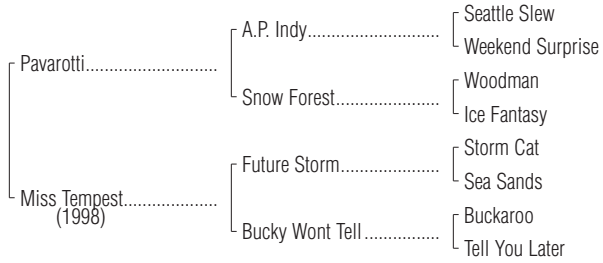 Seattle Slew
A.P. Indy
Weekend Surprise
Pavarotti
Woodman
Snow Forest
Ice Fantasy
Storm Cat
Future Storm
Sea Sands
Miss Tempest
(1998)
Buckaroo
Bucky Wont Tell
Tell You Later